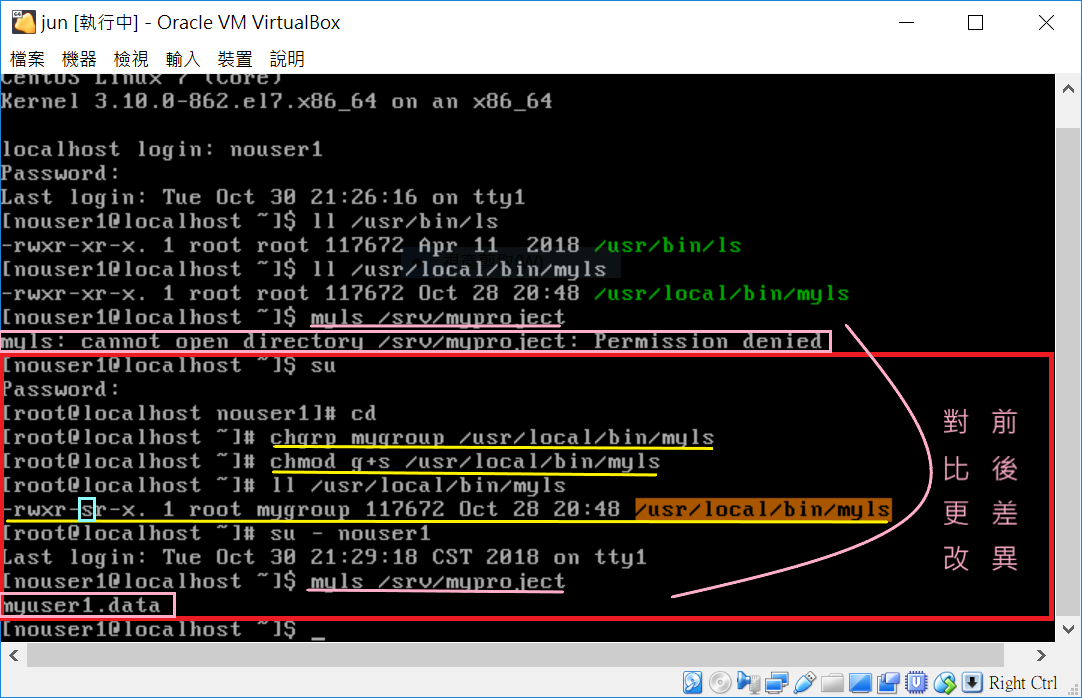 jun [執行中] - Oracle VM VirtualBox
檔案 機器 檢視 輸入 裝置 說明
CentOS Linux 7 (Core)
Kernel 3.10.0-862.el7.x86_64 on an x86_64
localhost login: nouser1
Password:
Last login: Tue Oct 30 21:26:16 on tty1
[nouser1@localhost ~]$ ll /usr/bin/ls
-rwxr-xr-x. 1 root root 117672 Apr 11  2018 /usr/bin/ls
[nouser1@localhost ~]$ ll /usr/local/bin/myls
-rwxr-xr-x. 1 root root 117672 Oct 28 20:48 /usr/local/bin/myls
[nouser1@localhost ~]$ myls /srv/myproject
myls: cannot open directory /srv/myproject: Permission denied
[nouser1@localhost ~]$ su
Password:
[root@localhost nouser1]# cd
[root@localhost ~]# chgrp mygroup /usr/local/bin/myls
[root@localhost ~]# chmod g+s /usr/local/bin/myls
[root@localhost ~]# ll /usr/local/bin/myls
-rwxr-sr-x. 1 root mygroup 117672 Oct 28 20:48 /usr/local/bin/myls
[root@localhost ~]# su - nouser1
Last login: Tue Oct 30 21:29:18 CST 2018 on tty1
[nouser1@localhost ~]$ myls /srv/myproject
myuser1.data
[nouser1@localhost ~]$ _
前後差異
對比更改
Right Ctrl